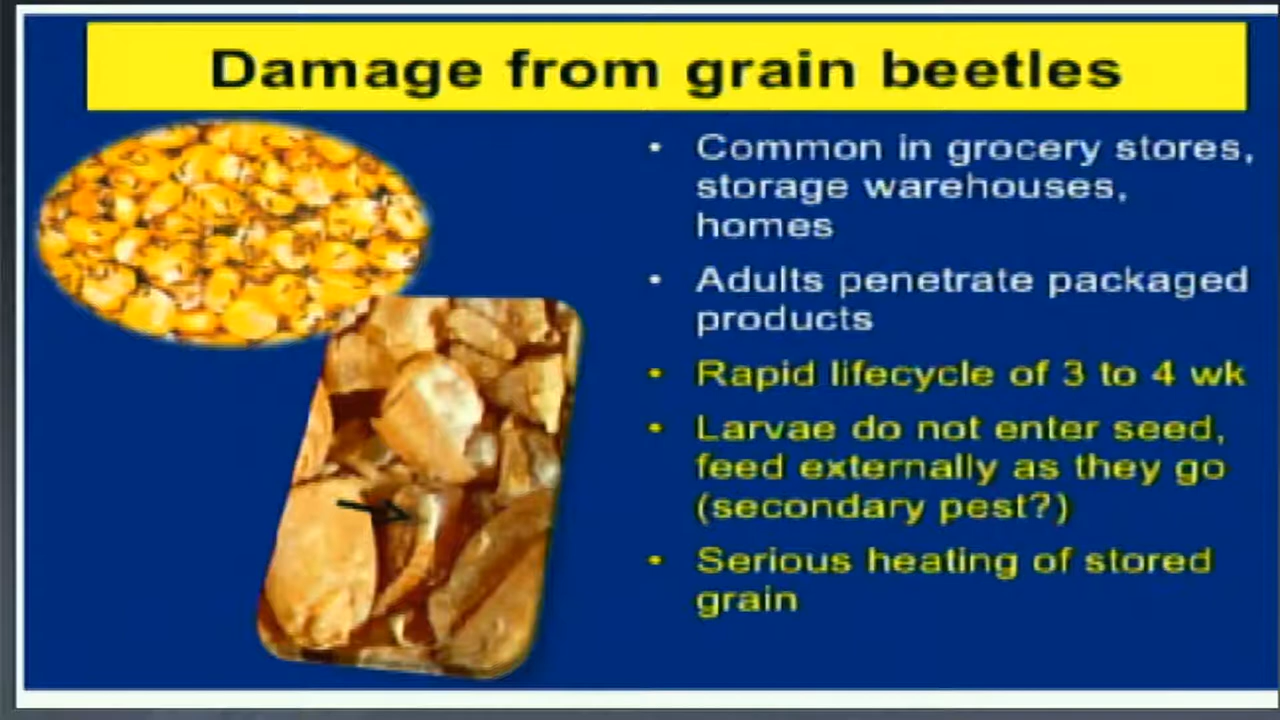 Damage from grain beetles
• Common in grocery stores,
storage warehouses,
homes
• Adults penetrate packaged
products
• Rapid lifecycle of 3 to 4 wk
• Larvae do not enter seed,
feed externally as they go
(secondary pest?)
• Serious heating of stored
grain